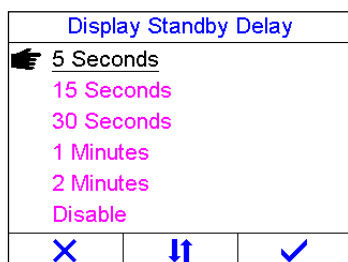 Display Standby Delay
5 Seconds
15 Seconds
30 Seconds
1 Minutes
2 Minutes
Disable